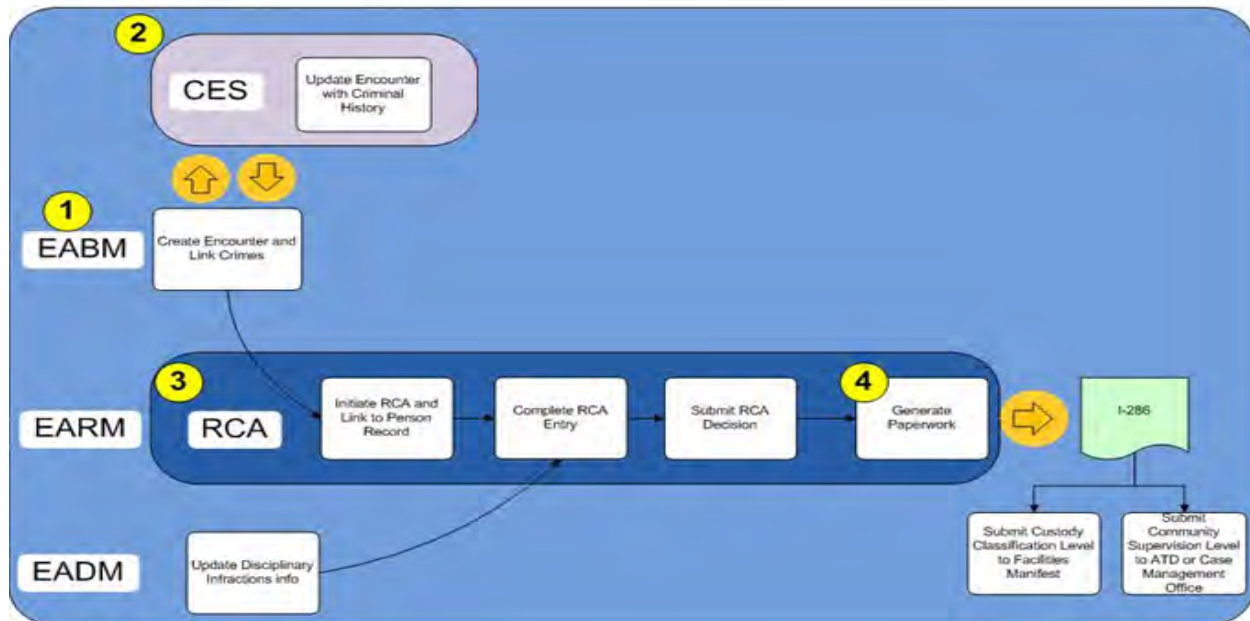 2
CES
Update Encounter
with Criminal
History
1
EABM
Create Encounter and
Link Crimes
3
4
EARM
RCA
Initiate RCA and
Link to Person
Record
Complete RCA
Entry
Submit RCA
Decision
Generate
Paperwork
I-286
EADM
Update Disciplinary
Infractions info
Submit Custody
Classification Level
to Facilities
Manifest
Submit
Community
Supervision Level
to ATD or Case
Management
Office